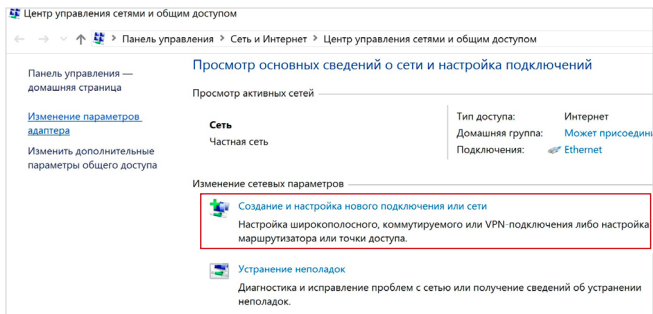 Центр управления сетями и общим доступом
Панель управления > Сеть и Интернет > Центр управления сетями и общим доступом
Панель управления —
домашняя страница
Изменение параметров
адаптера
Изменить дополнительные
параметры общего доступа
Просмотр основных сведений о сети и настройка подключений
Просмотр активных сетей
Сеть
Частная сеть
Тип доступа: Интернет
Домашняя группа: Может присоедини
Подключения: Ethernet
Изменение сетевых параметров
Создание и настройка нового подключения или сети
Настройка широкополосного, коммутируемого или VPN-подключения либо настройка
маршрутизатора или точки доступа.
Устранение неполадок
Диагностика и исправление проблем с сетью или получение сведений об устранении
неполадок.